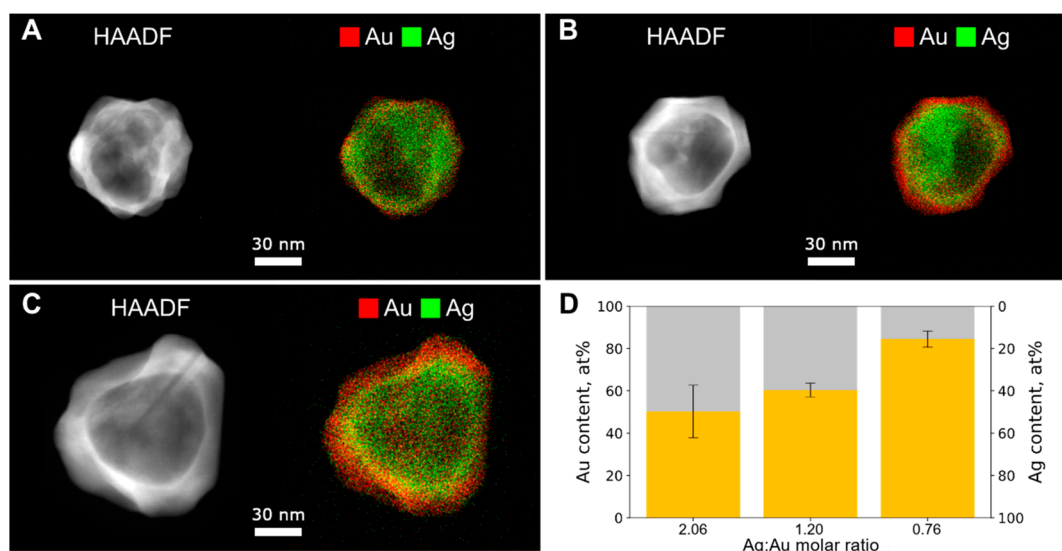 A
HAADF
Au Ag
30 nm
B
HAADF
Au Ag
30 nm
C
HAADF
Au Ag
30 nm
D
Au content, at%
100
80
60
40
20
0
0
20
40
60
80
100
Ag content, at%
2.06 1.20 0.76
Ag:Au molar ratio